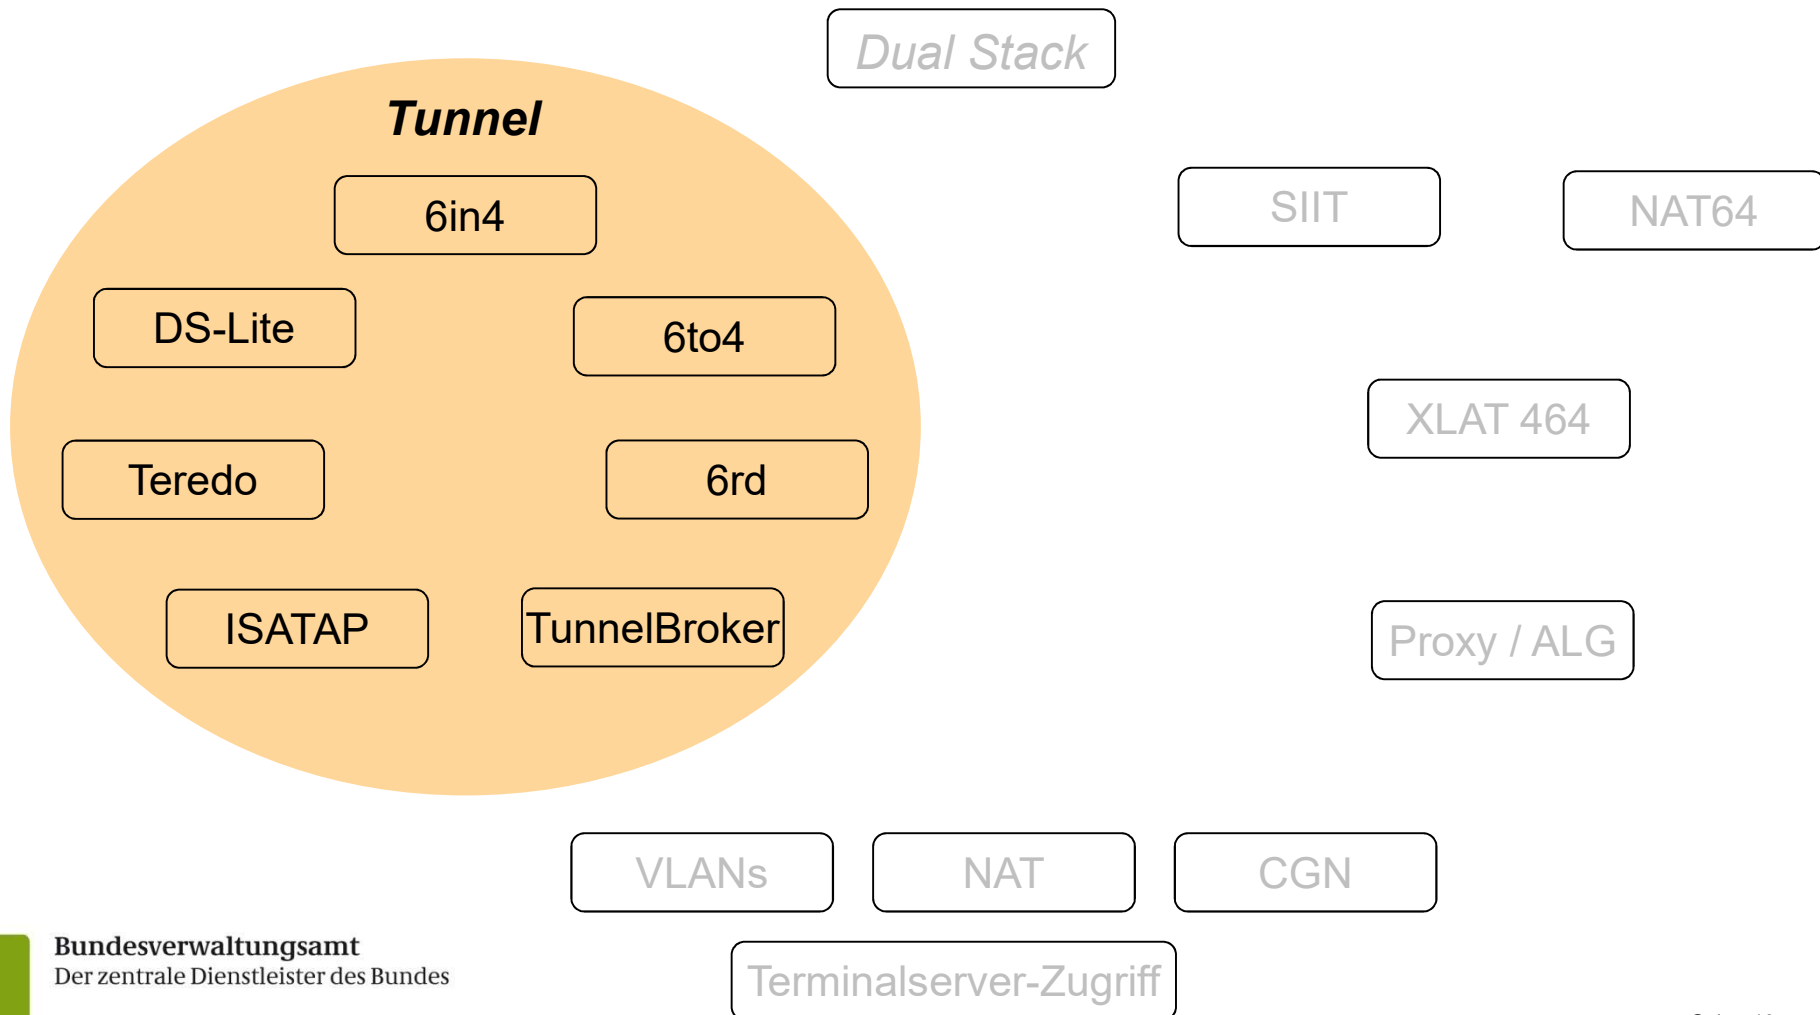 Dual Stack
Tunnel
6in4
SIIT
NAT64
DS-Lite
6to4
XLAT 464
Teredo
6rd
ISATAP
TunnelBroker
Proxy / ALG
VLANs
NAT
CGN
Bundesverwaltungsamt
Der zentrale Dienstleister des Bundes
Terminalserver-Zugriff